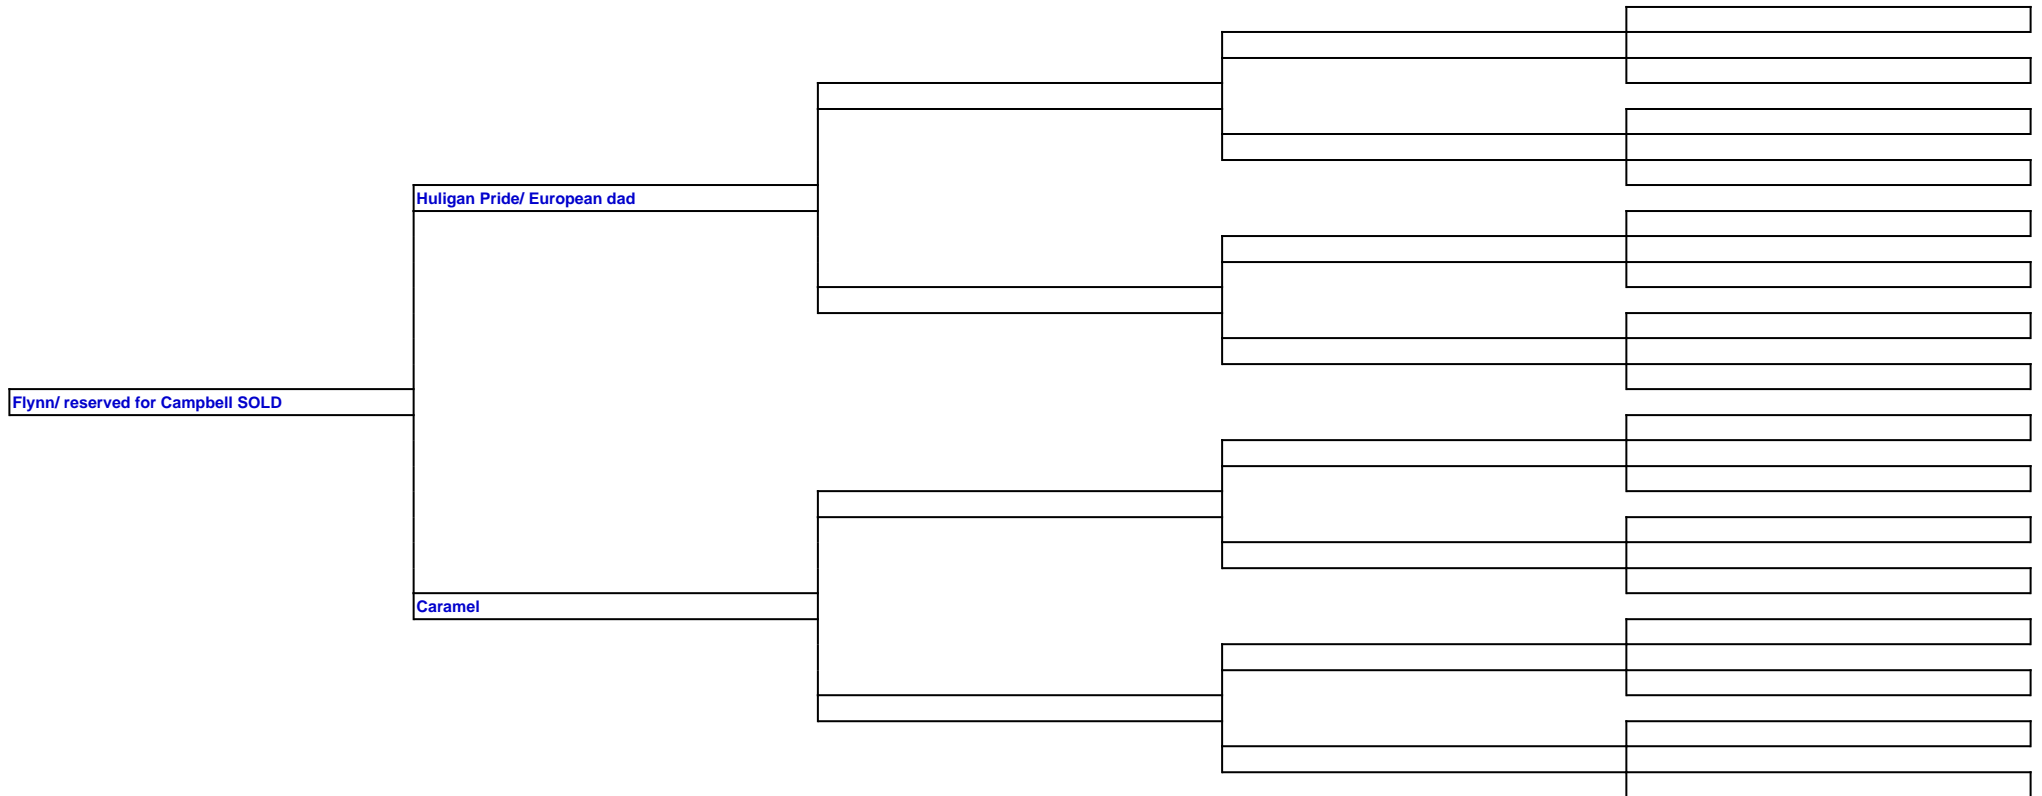 Huligan Pride/ European dad
Flynn/ reserved for Campbell SOLD
Caramel